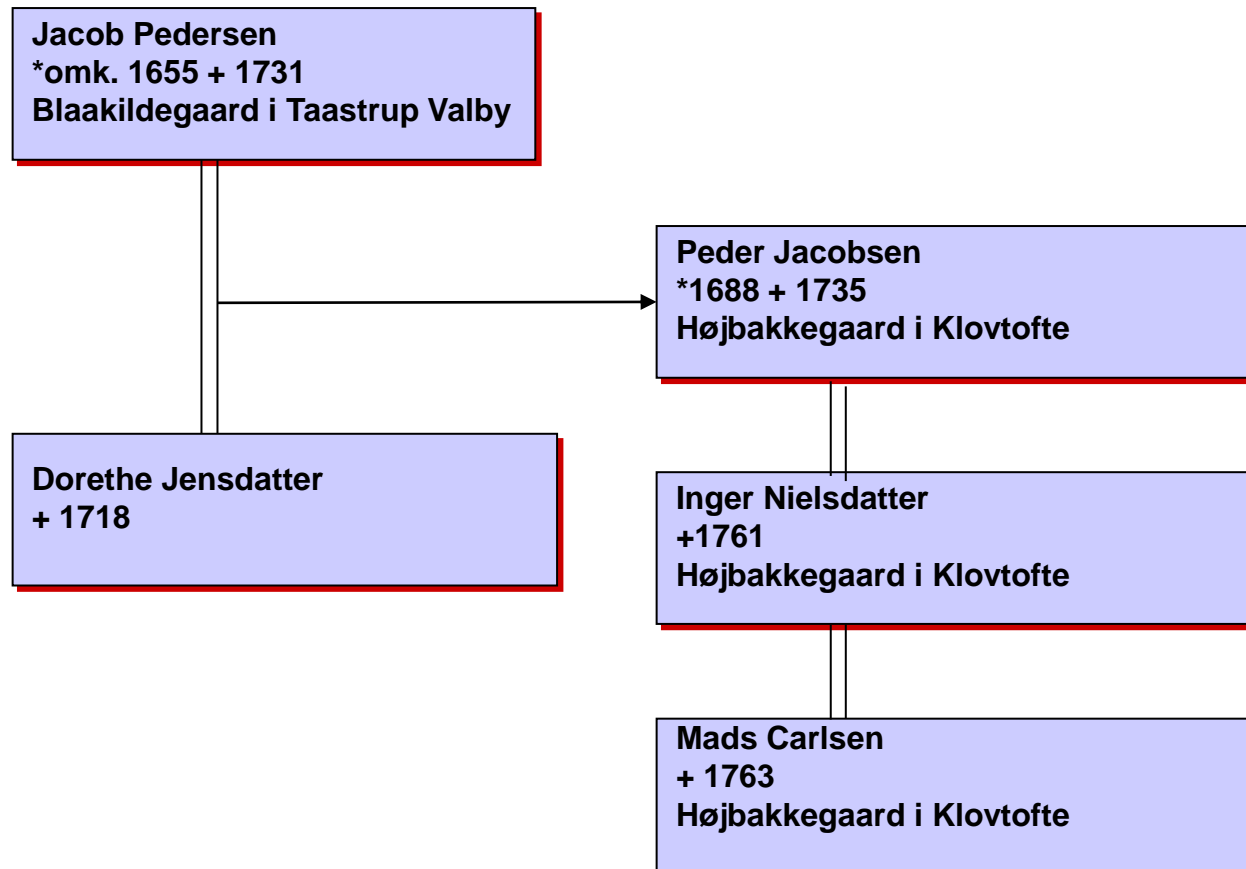 Jacob Pedersen
*omk. 1655 + 1731
Blaakildegaard i Taastrup Valby
Peder Jacobsen
*1688 + 1735
Højbakkegaard i Klovtofte
Dorethe Jensdatter
+ 1718
Inger Nielsdatter
+1761
Højbakkegaard i Klovtofte
Mads Carlsen
+ 1763
Højbakkegaard i Klovtofte